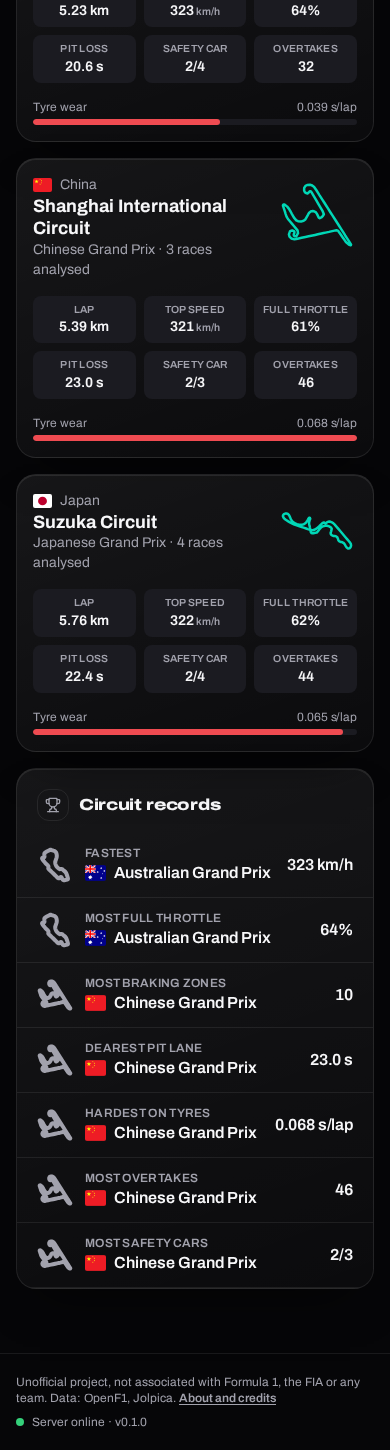 5.23 km
323 km/h
64%
PIT LOSS
SAFETY CAR
OVERTAKES
20.6 s
2/4
32
Tyre wear
0.039 s/lap
China
Shanghai International
Circuit
Chinese Grand Prix · 3 races
analysed
LAP
TOP SPEED
FULL THROTTLE
5.39 km
321 km/h
61%
PIT LOSS
SAFETY CAR
OVERTAKES
23.0 s
2/3
46
Tyre wear
0.068 s/lap
Japan
Suzuka Circuit
Japanese Grand Prix · 4 races
analysed
LAP
TOP SPEED
FULL THROTTLE
5.76 km
322 km/h
62%
PIT LOSS
SAFETY CAR
OVERTAKES
22.4 s
2/4
44
Tyre wear
0.065 s/lap
Circuit records
FASTEST
Australian Grand Prix
323 km/h
MOST FULL THROTTLE
Australian Grand Prix
64%
MOST BRAKING ZONES
Chinese Grand Prix
10
DEAREST PIT LANE
Chinese Grand Prix
23.0 s
HARDEST ON TYRES
Chinese Grand Prix
0.068 s/lap
MOST OVERTAKES
Chinese Grand Prix
46
MOST SAFETY CARS
Chinese Grand Prix
2/3
Unofficial project, not associated with Formula 1, the FIA or any
team. Data: OpenF1, Jolpica. About and credits
Server online · v0.1.0